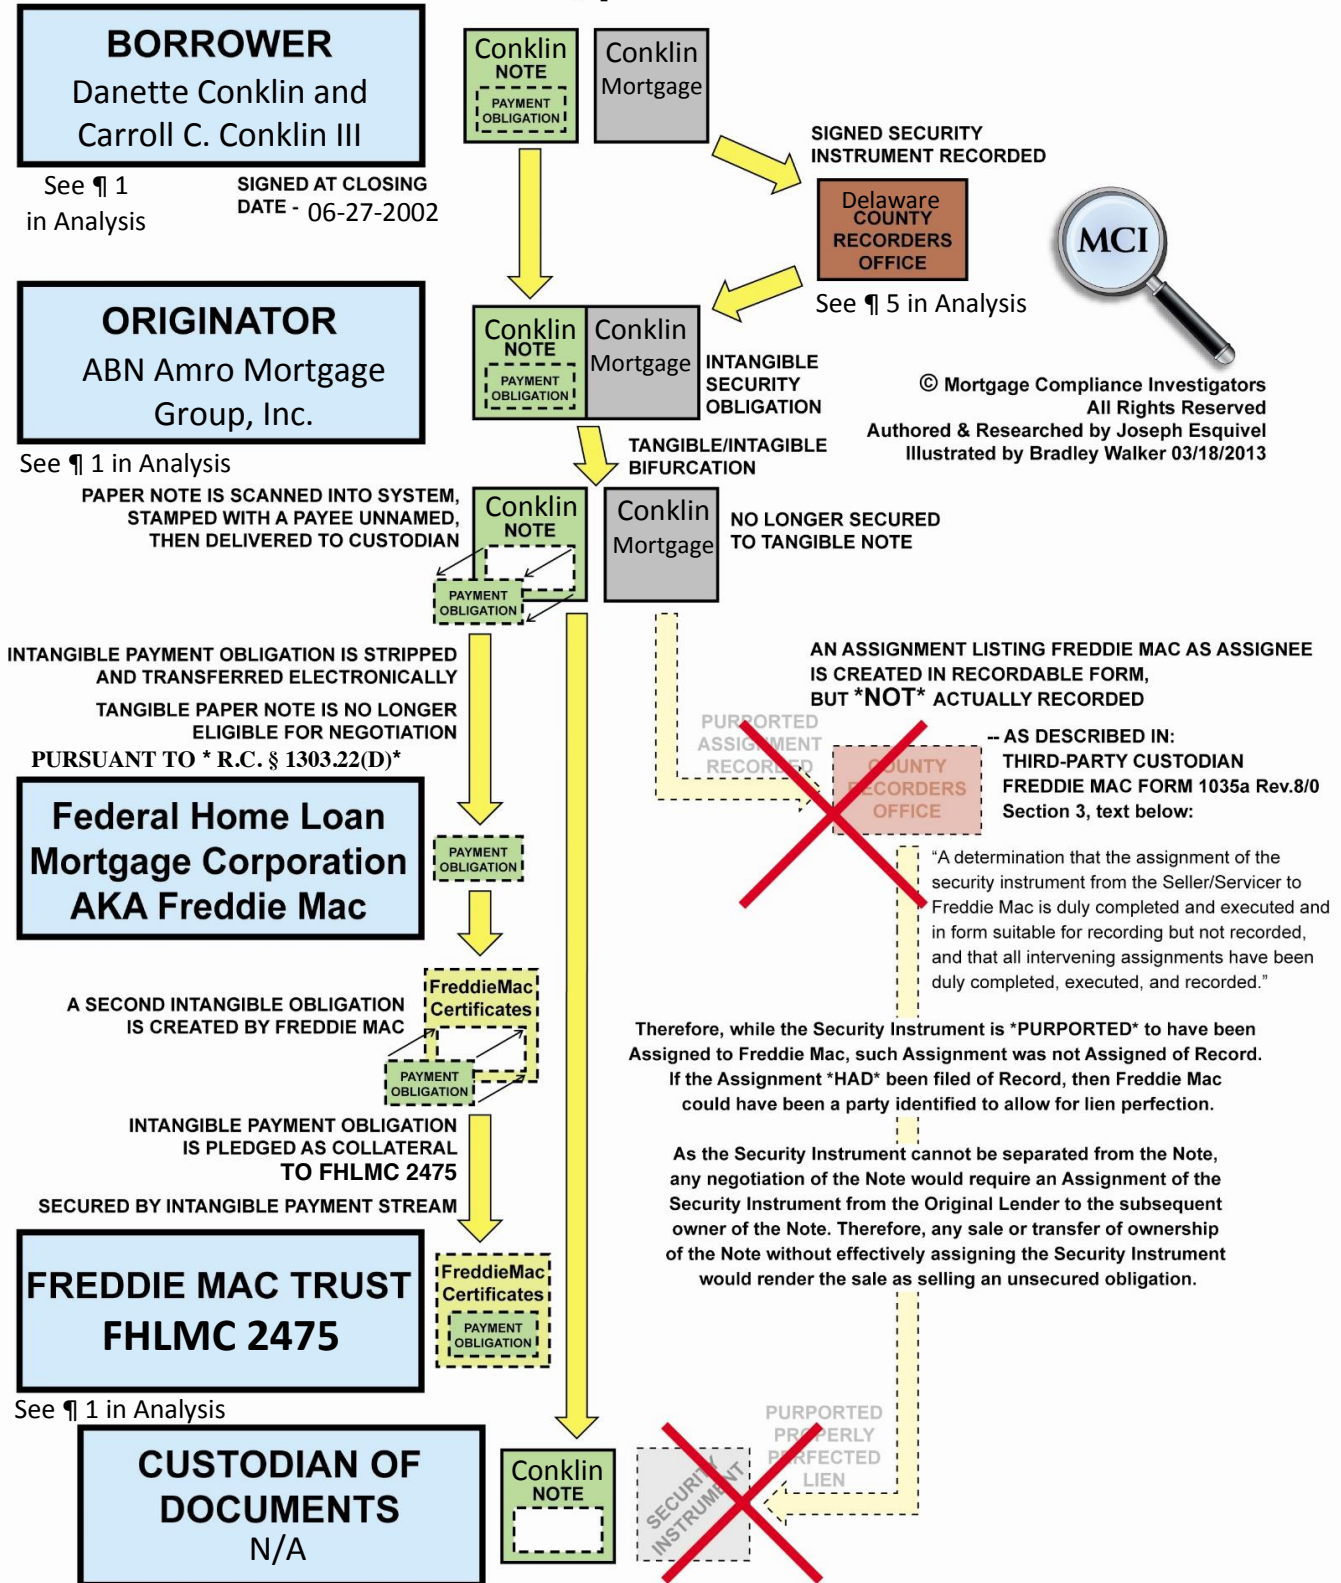 BORROWER
Danette Conklin and
Carroll C. Conklin III
See ¶ 1
in Analysis
SIGNED AT CLOSING
DATE - 06-27-2002
Conklin
NOTE
PAYMENT
OBLIGATION
Conklin
Mortgage
SIGNED SECURITY
INSTRUMENT RECORDED
Delaware
COUNTY
RECORDERS
OFFICE
See ¶ 5 in Analysis
MCI
© Mortgage Compliance Investigators
All Rights Reserved
Authored & Researched by Joseph Esquivel
Illustrated by Bradley Walker 03/18/2013
ORIGINATOR
ABN Amro Mortgage
Group, Inc.
See ¶ 1 in Analysis
Conklin
NOTE
PAYMENT
OBLIGATION
Conklin
Mortgage
INTANGIBLE
SECURITY
OBLIGATION
TANGIBLE/INTAGIBLE
BIFURCATION
PAPER NOTE IS SCANNED INTO SYSTEM,
STAMPED WITH A PAYEE UNNAMED,
THEN DELIVERED TO CUSTODIAN
Conklin
NOTE
PAYMENT
OBLIGATION
Conklin
Mortgage
NO LONGER SECURED
TO TANGIBLE NOTE
INTANGIBLE PAYMENT OBLIGATION IS STRIPPED
AND TRANSFERRED ELECTRONICALLY
TANGIBLE PAPER NOTE IS NO LONGER
ELIGIBLE FOR NEGOTIATION
PURSUANT TO * R.C. § 1303.22(D)*
AN ASSIGNMENT LISTING FREDDIE MAC AS ASSIGNEE
IS CREATED IN RECORDABLE FORM,
BUT *NOT* ACTUALLY RECORDED
PURPORTED
ASSIGNMENT
RECORDED
COUNTY
RECORDERS
OFFICE
-- AS DESCRIBED IN:
THIRD-PARTY CUSTODIAN
FREDDIE MAC FORM 1035a Rev.8/0
Section 3, text below:
"A determination that the assignment of the
security instrument from the Seller/Servicer to
Freddie Mac is duly completed and executed and
in form suitable for recording but not recorded,
and that all intervening assignments have been
duly completed, executed, and recorded."
Federal Home Loan
Mortgage Corporation
AKA Freddie Mac
PAYMENT
OBLIGATION
A SECOND INTANGIBLE OBLIGATION
IS CREATED BY FREDDIE MAC
FreddieMac
Certificates
PAYMENT
OBLIGATION
Therefore, while the Security Instrument is *PURPORTED* to have been
Assigned to Freddie Mac, such Assignment was not Assigned of Record.
If the Assignment *HAD* been filed of Record, then Freddie Mac
could have been a party identified to allow for lien perfection.
As the Security Instrument cannot be separated from the Note,
any negotiation of the Note would require an Assignment of the
Security Instrument from the Original Lender to the subsequent
owner of the Note. Therefore, any sale or transfer of ownership
of the Note without effectively assigning the Security Instrument
would render the sale as selling an unsecured obligation.
INTANGIBLE PAYMENT OBLIGATION
IS PLEDGED AS COLLATERAL
TO FHLMC 2475
SECURED BY INTANGIBLE PAYMENT STREAM
FREDDIE MAC TRUST
FHLMC 2475
See ¶ 1 in Analysis
FreddieMac
Certificates
PAYMENT
OBLIGATION
CUSTODIAN OF
DOCUMENTS
N/A
Conklin
NOTE
SECURITY
INSTRUMENT
PURPORTED
PROPERLY
PERFECTED
LIEN